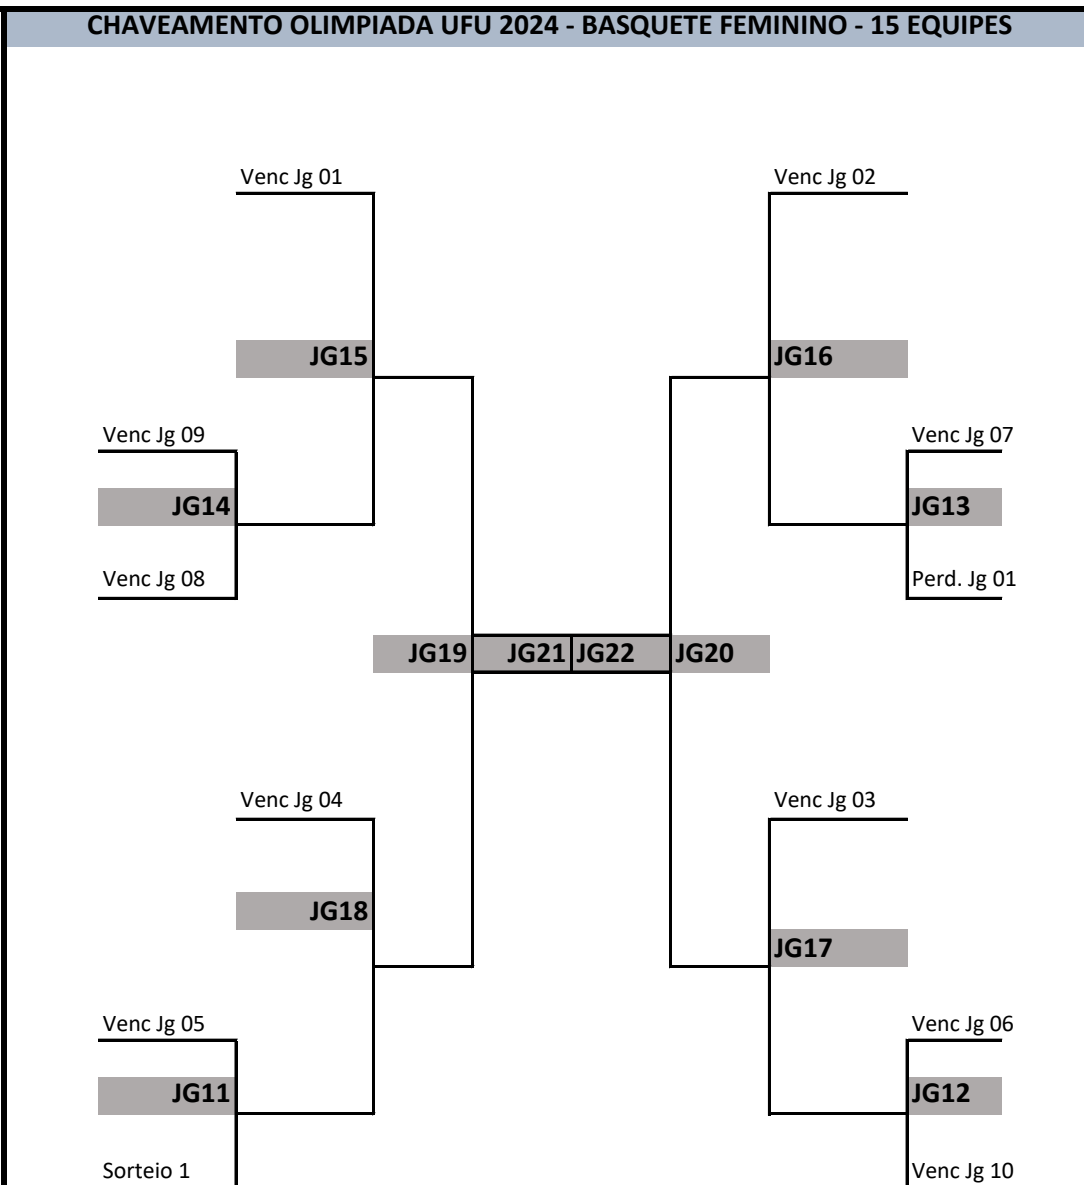 CHAVEAMENTO OLIMPIADA UFU 2024 - BASQUETE FEMININO - 15 EQUIPES
Venc Jg 01
Venc Jg 02
JG15
JG16
Venc Jg 09
Venc Jg 07
JG14
JG13
Venc Jg 08
Perd. Jg 01
JG19
JG21
JG22
JG20
Venc Jg 04
Venc Jg 03
JG18
JG17
Venc Jg 05
Venc Jg 06
JG11
JG12
Sorteio 1
Venc Jg 10